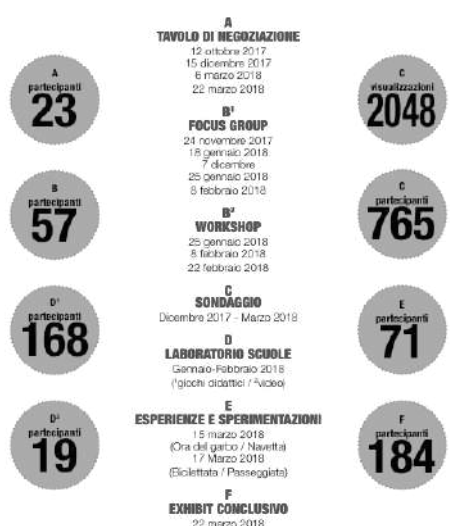 A
partecipanti
23
B
partecipanti
57
D¹
partecipanti
168
D²
partecipanti
19
A
TAVOLO DI NEGOZIAZIONE
12 ottobre 2017
15 dicembre 2017
6 marzo 2018
22 marzo 2018
B¹
FOCUS GROUP
24 novembre 2017
18 gennaio 2018
7 dicembre
25 gennaio 2018
8 febbraio 2018
B²
WORKSHOP
25 gennaio 2018
8 febbraio 2018
22 febbraio 2018
C
SONDAGGIO
Dicembre 2017 - Marzo 2018
D
LABORATORIO SCUOLE
Gennaio-Febbraio 2018
(¹giochi didattici / ²video)
E
ESPERIENZE E SPERIMENTAZIONI
15 marzo 2018
(Ora del garbo / Navetta)
17 Marzo 2018
(Biciclettata / Passeggiata)
F
EXHIBIT CONCLUSIVO
22 marzo 2018
C
visualizzazioni
2048
C
partecipanti
765
E
partecipanti
71
F
partecipanti
184